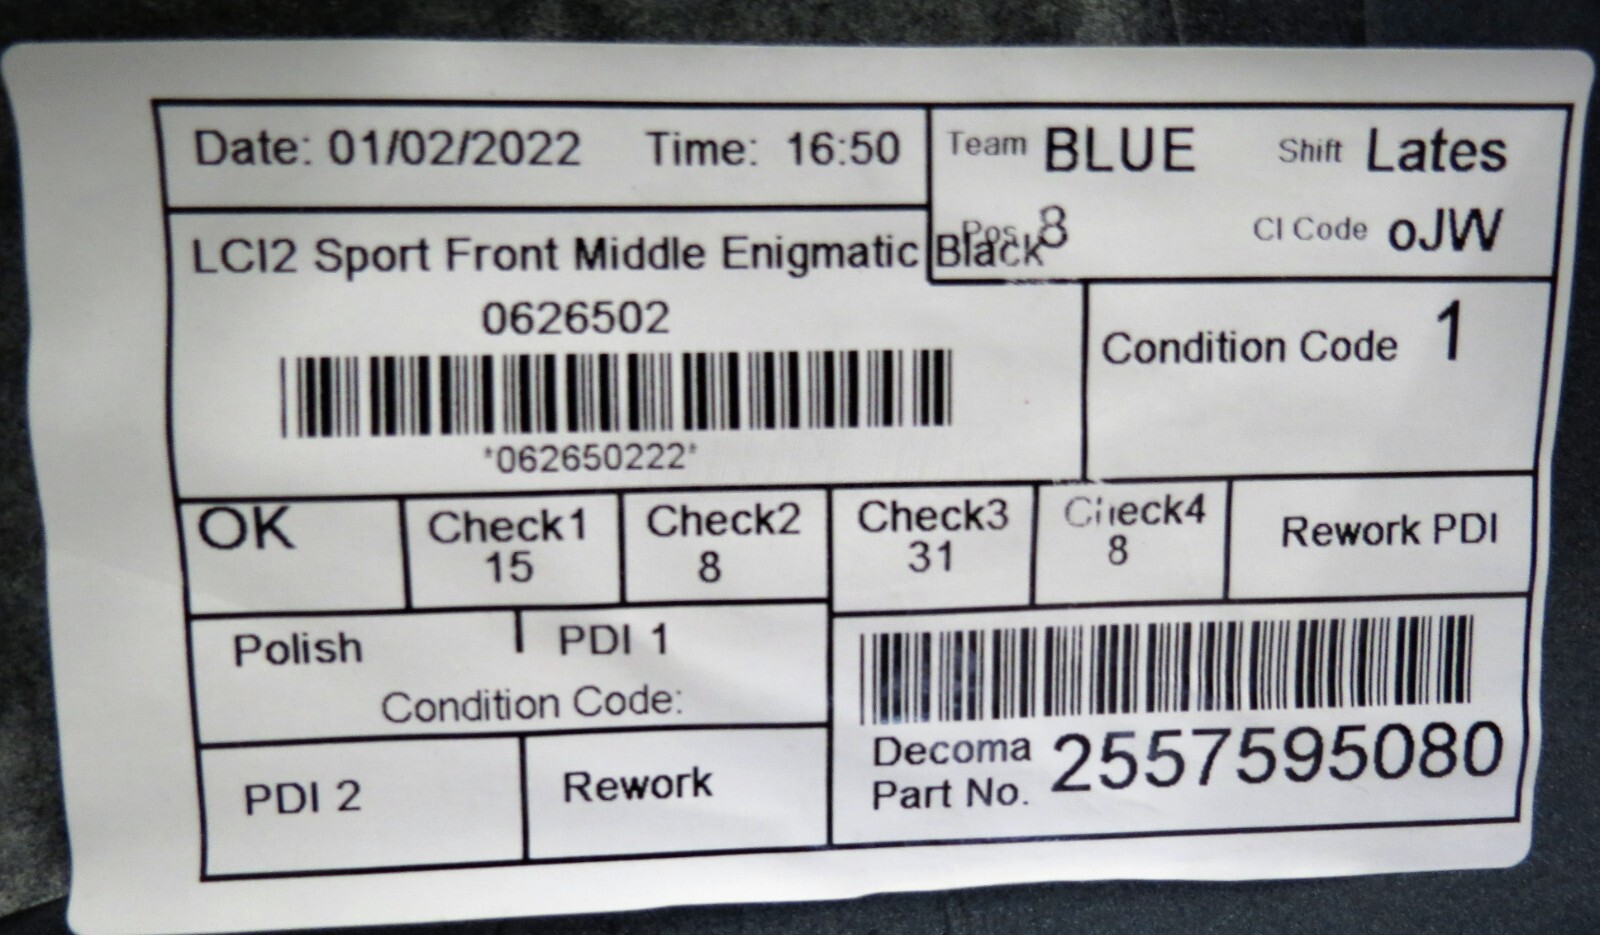 Date: 01/02/2022 Time: 16:50
Team BLUE Shift Lates
Pos 8 CI Code oJW
LCI2 Sport Front Middle Enigmatic Black
0626502
*062650222*
Condition Code 1
OK
Check1
15
Check2
8
Check3
31
Check4
8
Rework PDI
Polish
PDI 1
Condition Code:
PDI 2
Rework
Decoma
Part No. 2557595080